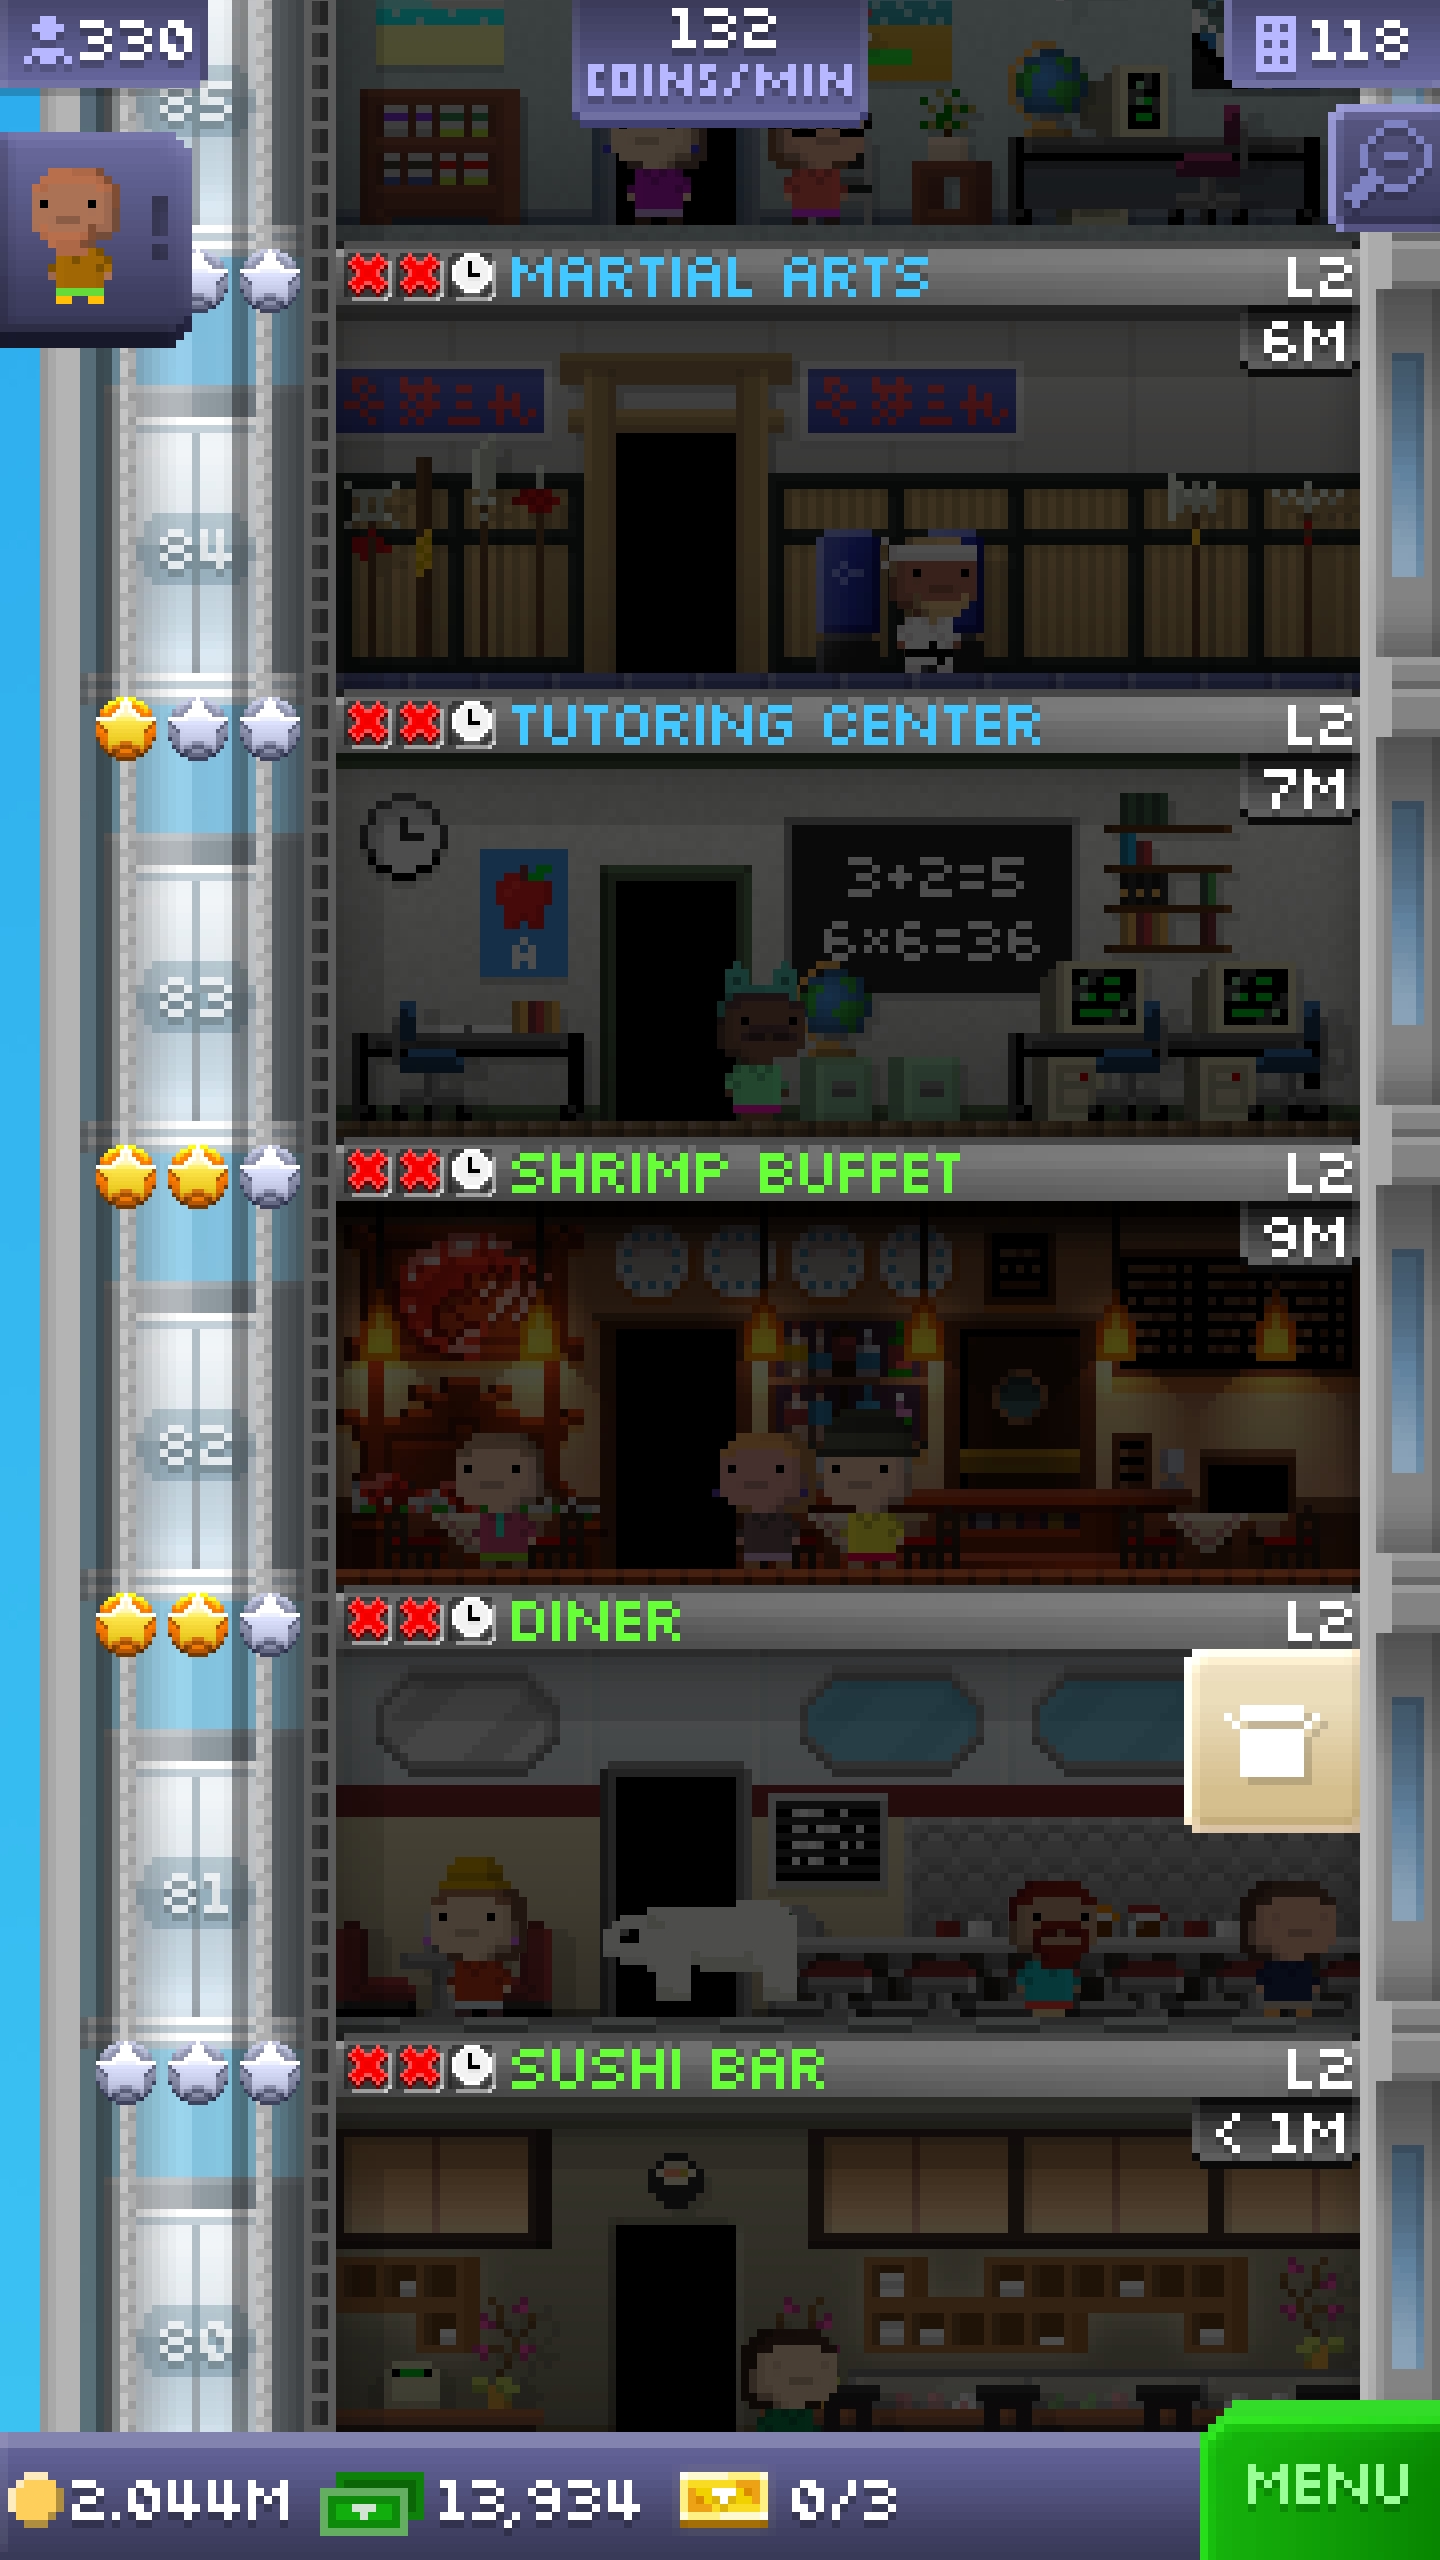 330
132
COINS/MIN
118
85
MARTIAL ARTS L2
6M
84
TUTORING CENTER L2
7M
3+2=5
6×6=36
A
83
SHRIMP BUFFET L2
9M
82
DINER L2
81
SUSHI BAR L2
< 1M
80
2.044M 13,934 0/3
MENU